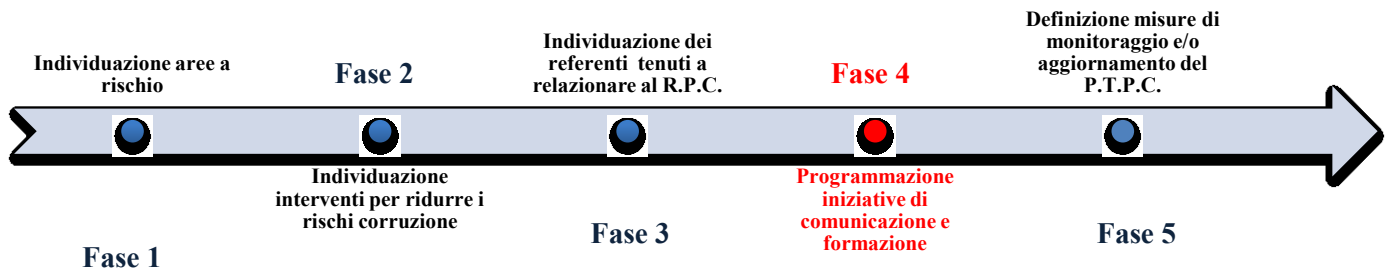 Individuazione aree a
rischio
Fase 1
Fase 2
Individuazione
interventi per ridurre i
rischi corruzione
Individuazione dei
referenti tenuti a
relazionare al R.P.C.
Fase 3
Fase 4
Programmazione
iniziative di
comunicazione e
formazione
Definizione misure di
monitoraggio e/o
aggiornamento del
P.T.P.C.
Fase 5